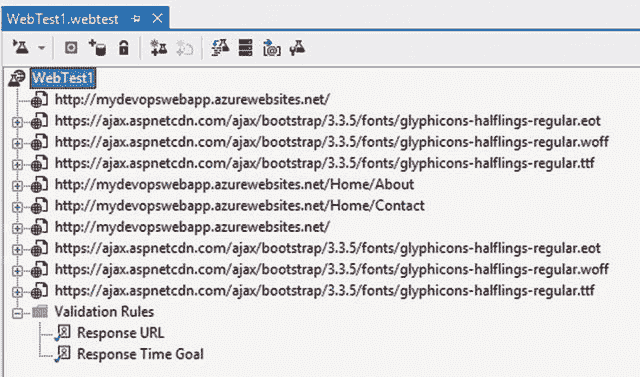 WebTest1.webtest
WebTest1
http://mydevopswebapp.azurewebsites.net/
https://ajax.aspnetcdn.com/ajax/bootstrap/3.3.5/fonts/glyphicons-halflings-regular.eot
https://ajax.aspnetcdn.com/ajax/bootstrap/3.3.5/fonts/glyphicons-halflings-regular.woff
https://ajax.aspnetcdn.com/ajax/bootstrap/3.3.5/fonts/glyphicons-halflings-regular.ttf
http://mydevopswebapp.azurewebsites.net/Home/About
http://mydevopswebapp.azurewebsites.net/Home/Contact
http://mydevopswebapp.azurewebsites.net/
https://ajax.aspnetcdn.com/ajax/bootstrap/3.3.5/fonts/glyphicons-halflings-regular.eot
https://ajax.aspnetcdn.com/ajax/bootstrap/3.3.5/fonts/glyphicons-halflings-regular.woff
https://ajax.aspnetcdn.com/ajax/bootstrap/3.3.5/fonts/glyphicons-halflings-regular.ttf
Validation Rules
Response URL
Response Time Goal